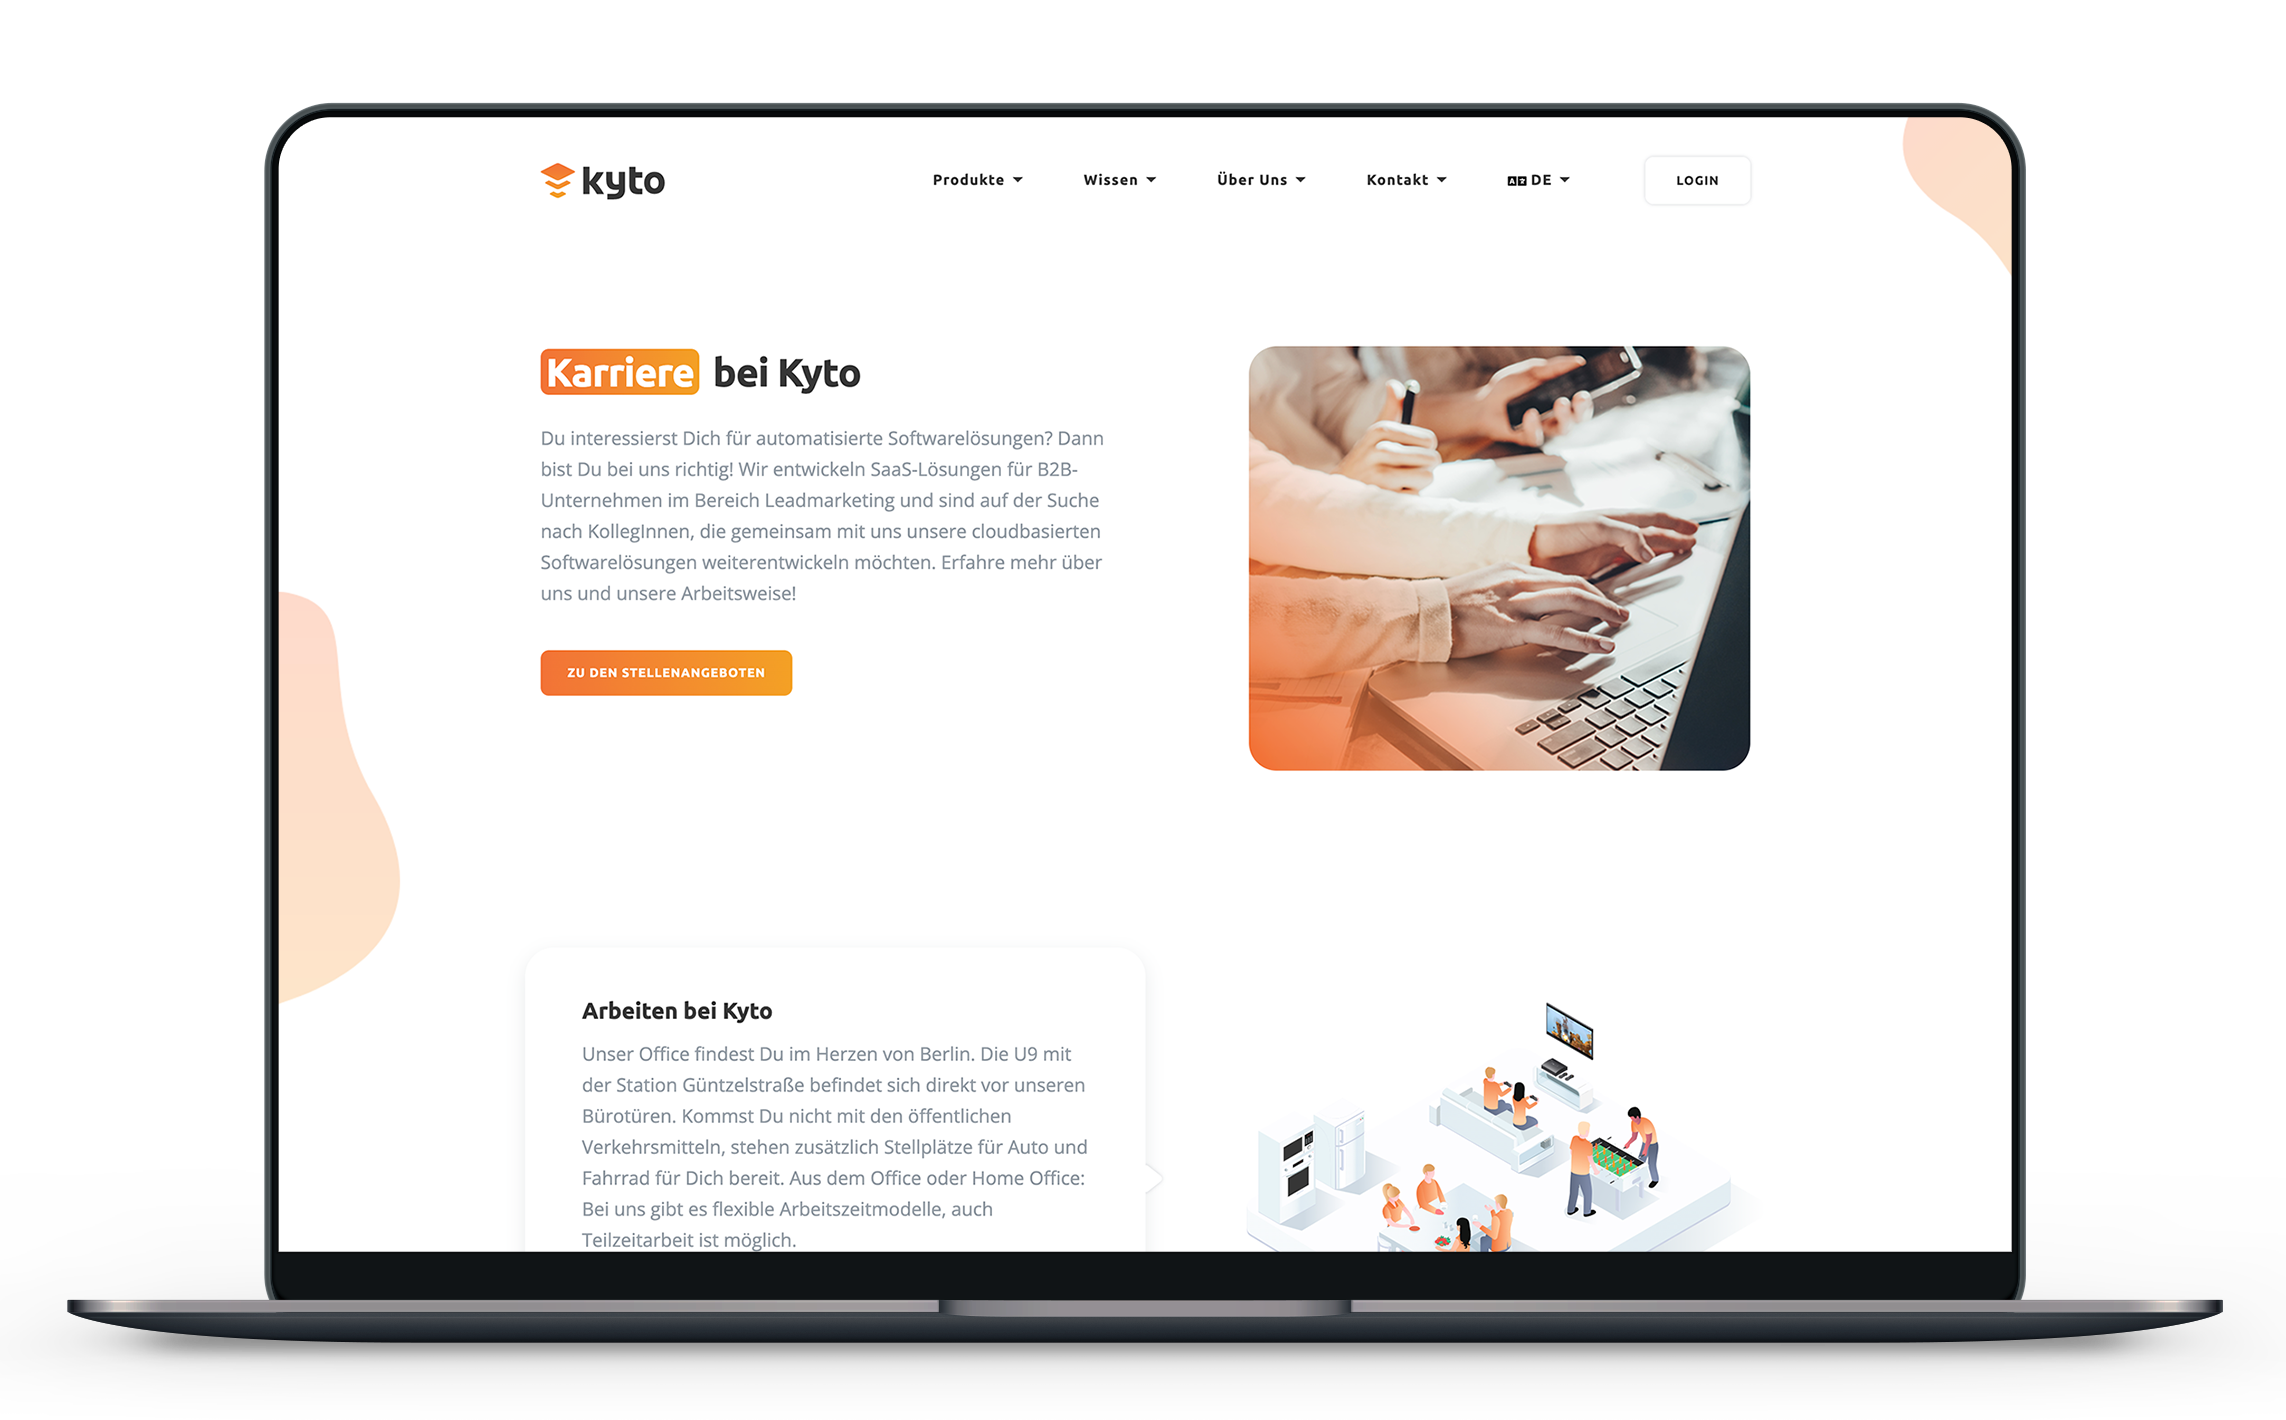 kyto
Produkte
Wissen
Über Uns
Kontakt
DE
LOGIN
Karriere bei Kyto
Du interessierst Dich für automatisierte Softwarelösungen? Dann
bist Du bei uns richtig! Wir entwickeln SaaS-Lösungen für B2B-
Unternehmen im Bereich Leadmarketing und sind auf der Suche
nach KollegInnen, die gemeinsam mit uns unsere cloudbasierten
Softwarelösungen weiterentwickeln möchten. Erfahre mehr über
uns und unsere Arbeitsweise!
ZU DEN STELLENANGEBOTEN
Arbeiten bei Kyto
Unser Office findest Du im Herzen von Berlin. Die U9 mit
der Station Güntzelstraße befindet sich direkt vor unseren
Bürotüren. Kommst Du nicht mit den öffentlichen
Verkehrsmitteln, stehen zusätzlich Stellplätze für Auto und
Fahrrad für Dich bereit. Aus dem Office oder Home Office:
Bei uns gibt es flexible Arbeitszeitmodelle, auch
Teilzeitarbeit ist möglich.